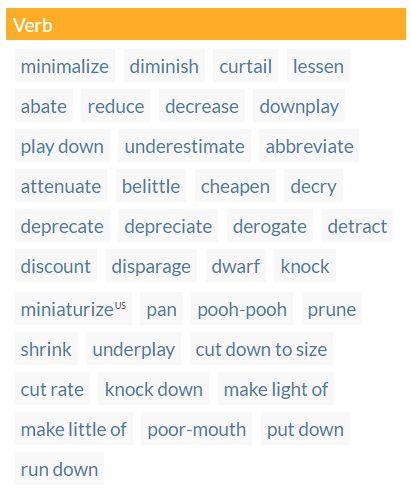 Verb
minimalize diminish curtail lessen
abate reduce decrease downplay
play down underestimate abbreviate
attenuate belittle cheapen decry
deprecate depreciate derogate detract
discount disparage dwarf knock
miniaturizeUS pan pooh-pooh prune
shrink underplay cut down to size
cut rate knock down make light of
make little of poor-mouth put down
run down